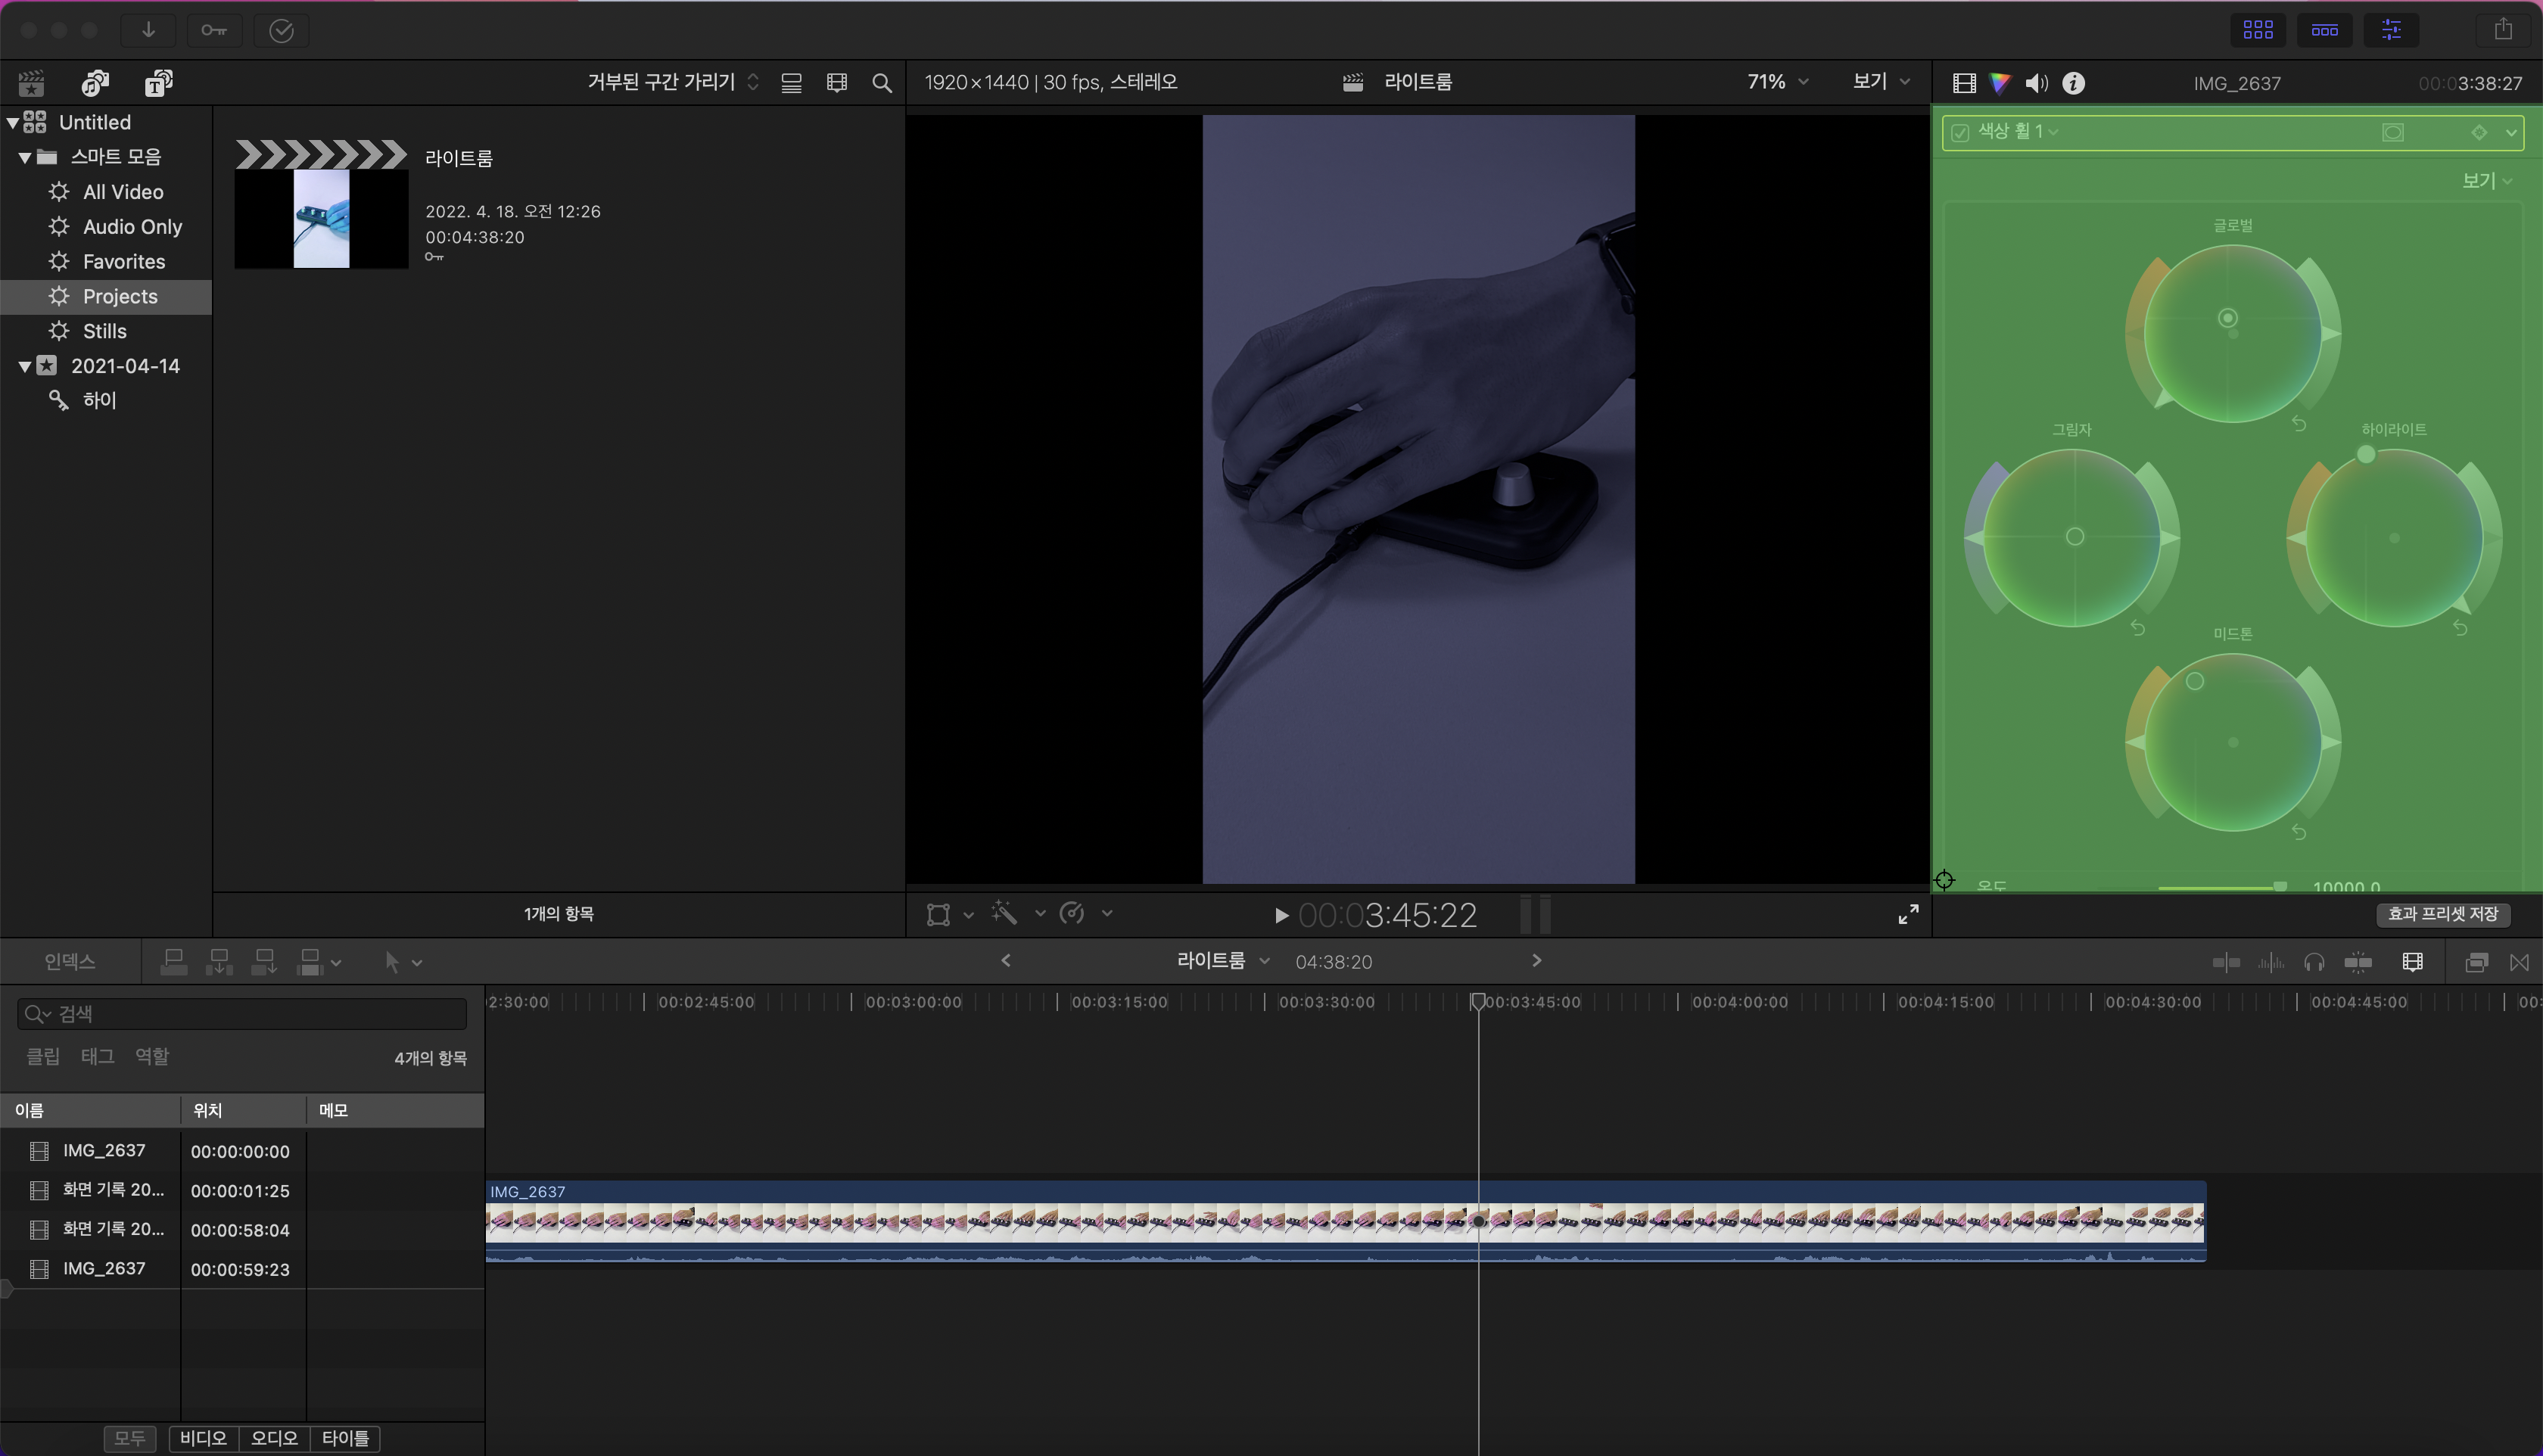 거부된 구간 가리기
1920 × 1440 | 30 fps, 스테레오
라이트룸
71%
보기
IMG_2637
00:03:38:27
Untitled
스마트 모음
All Video
Audio Only
Favorites
Projects
Stills
2021-04-14
하이
라이트룸
2022. 4. 18. 오전 12:26
00:04:38:20
색상 휠 1
보기
글로벌
그림자
하이라이트
미드톤
온도
10000.0
1개의 항목
00:03:45:22
효과 프리셋 저장
인덱스
라이트룸
04:38:20
검색
클립 태그 역할
4개의 항목
2:30:00 00:02:45:00 00:03:00:00 00:03:15:00 00:03:30:00 00:03:45:00 00:04:00:00 00:04:15:00 00:04:30:00 00:04:45:00 00:
이름 위치 메모
IMG_2637 00:00:00:00
화면 기록 20... 00:00:01:25
화면 기록 20... 00:00:58:04
IMG_2637 00:00:59:23
IMG_2637
모두 비디오 오디오 타이틀